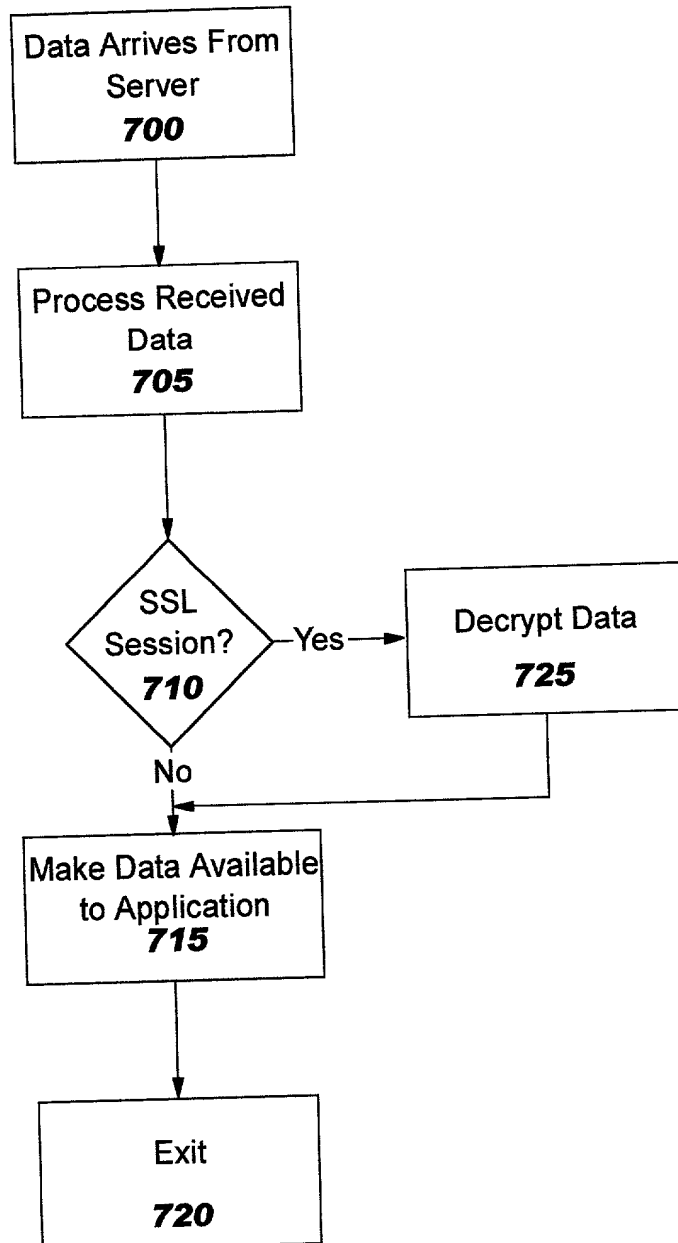 Data Arrives From
Server
700
Process Received
Data
705
SSL
Session?
710
Yes
Decrypt Data
725
No
Make Data Available
to Application
715
Exit
720